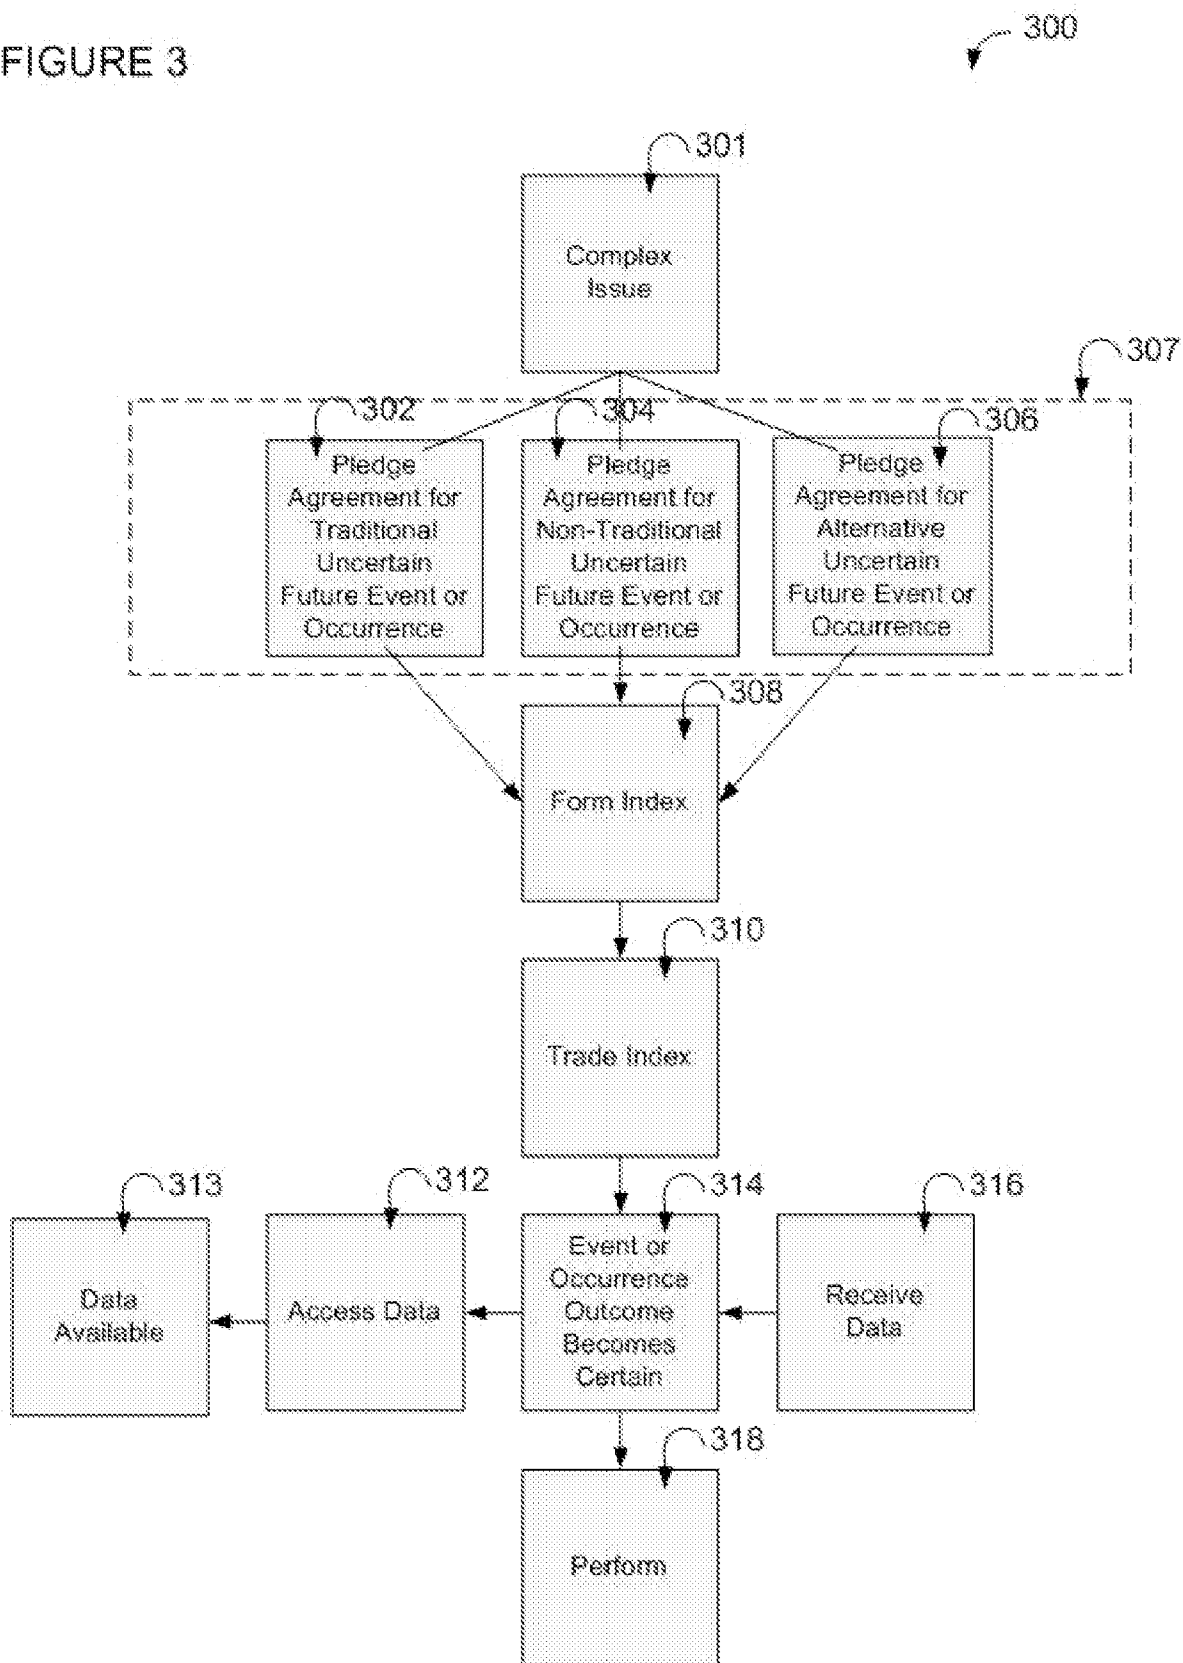 300
FIGURE 3
301
Complex
Issue
307
302
304
306
Pledge
Agreement for
Traditional
Uncertain
Future Event or
Occurrence
Pledge
Agreement for
Non-Traditional
Uncertain
Future Event or
Occurrence
Pledge
Agreement for
Alternative
Uncertain
Future Event or
Occurrence
308
Form Index
310
Trade Index
313
312
314
316
Data
Available
Access Data
Event or
Occurrence
Outcome
Becomes
Certain
Receive
Data
318
Perform